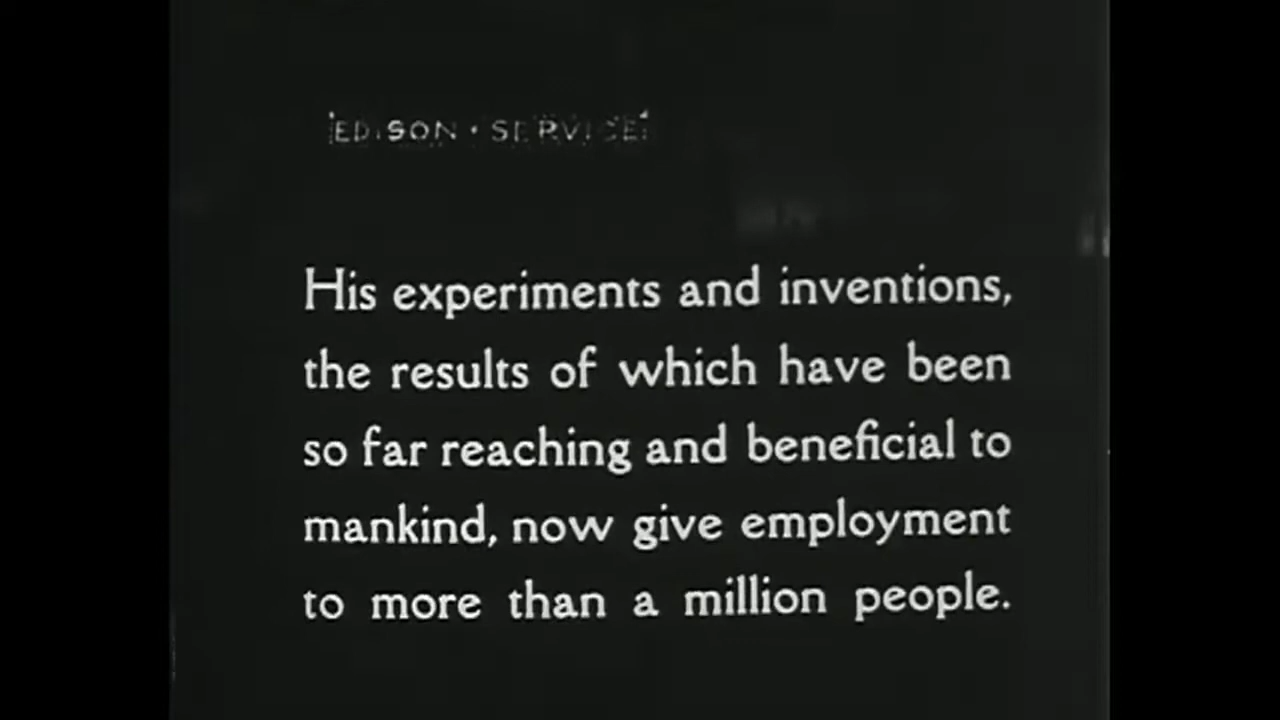 EDISON · SERVICE
His experiments and inventions,
the results of which have been
so far reaching and beneficial to
mankind, now give employment
to more than a million people.